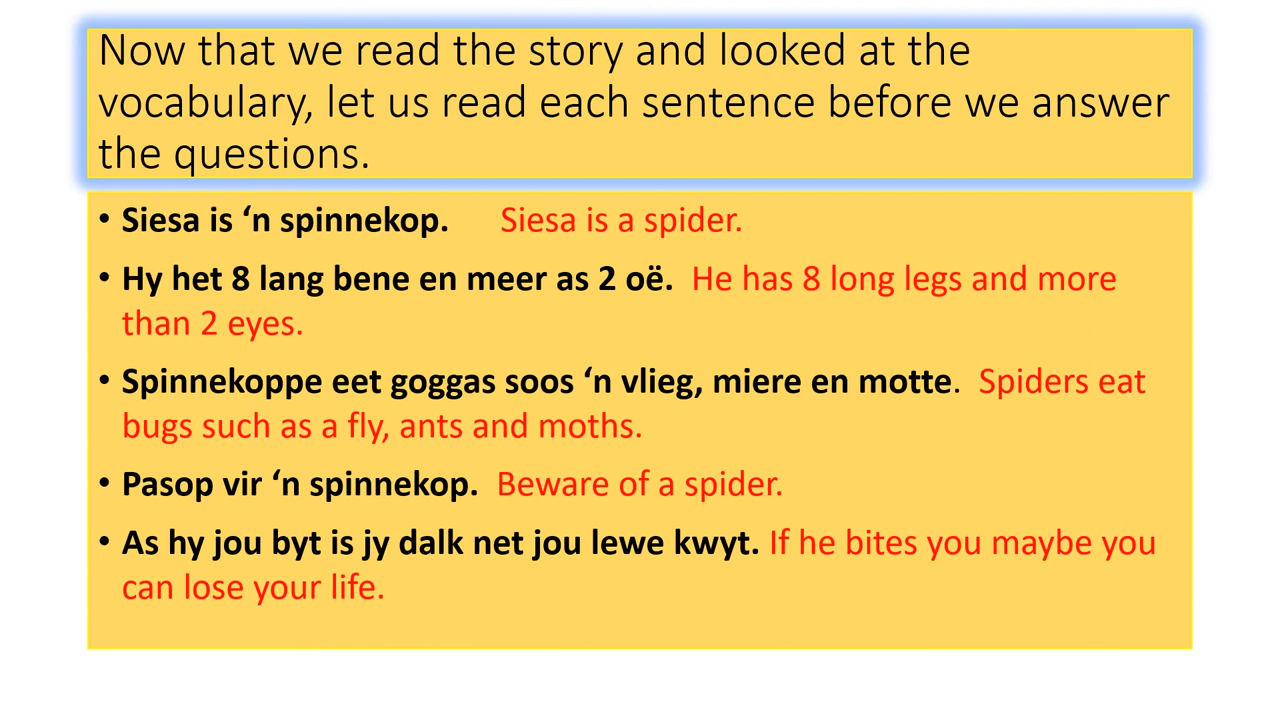 Now that we read the story and looked at the
vocabulary, let us read each sentence before we answer
the questions.
• Siesa is ‘n spinnekop. Siesa is a spider.
• Hy het 8 lang bene en meer as 2 oë. He has 8 long legs and more
than 2 eyes.
• Spinnekoppe eet goggas soos ‘n vlieg, miere en motte. Spiders eat
bugs such as a fly, ants and moths.
• Pasop vir ‘n spinnekop. Beware of a spider.
• As hy jou byt is jy dalk net jou lewe kwyt. If he bites you maybe you
can lose your life.